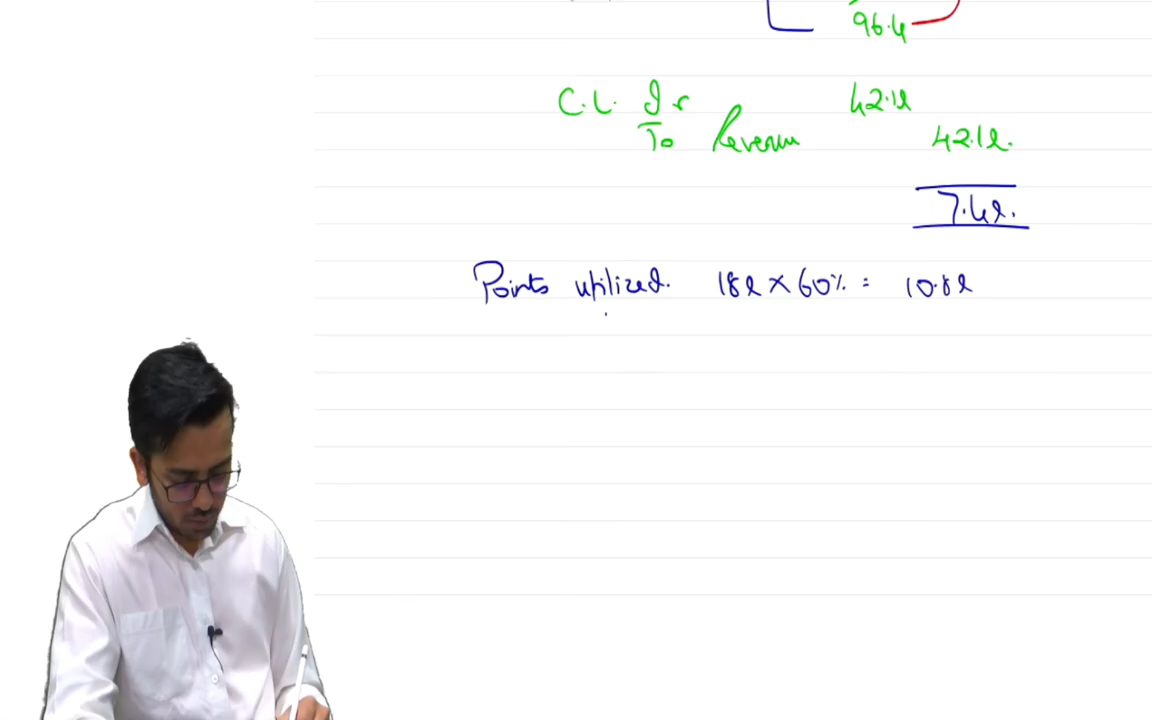 96.4
C.L. Dr 42.1l
To Revenue 42.1l.
7.4l.
Points utilized. 18l × 60% = 10.8l